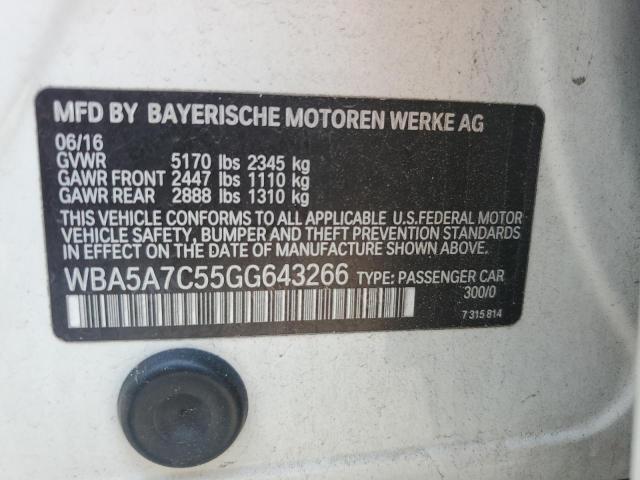 MFD BY BAYERISCHE MOTOREN WERKE AG
06/16
GVWR 5170 lbs 2345 kg
GAWR FRONT 2447 lbs 1110 kg
GAWR REAR 2888 lbs 1310 kg
THIS VEHICLE CONFORMS TO ALL APPLICABLE U.S.FEDERAL MOTOR
VEHICLE SAFETY, BUMPER AND THEFT PREVENTION STANDARDS
IN EFFECT ON THE DATE OF MANUFACTURE SHOWN ABOVE.
WBA5A7C55GG643266 TYPE: PASSENGER CAR
300/0
7 315 814